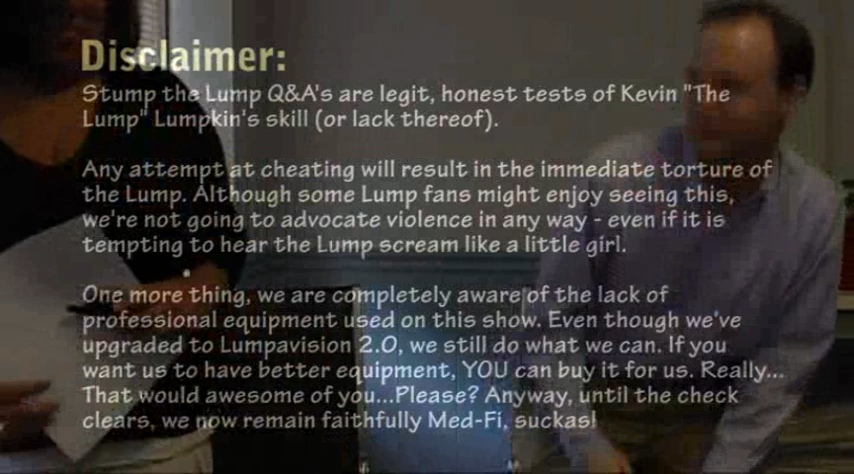 Disclaimer:
Stump the Lump Q&A's are legit, honest tests of Kevin "The
Lump" Lumpkin's skill (or lack thereof).
Any attempt at cheating will result in the immediate torture of
the Lump. Although some Lump fans might enjoy seeing this,
we're not going to advocate violence in any way - even if it is
tempting to hear the Lump scream like a little girl.
One more thing, we are completely aware of the lack of
professional equipment used on this show. Even though we've
upgraded to Lumpavision 2.0, we still do what we can. If you
want us to have better equipment, YOU can buy it for us. Really...
That would awesome of you...Please? Anyway, until the check
clears, we now remain faithfully Med-Fi, suckas!